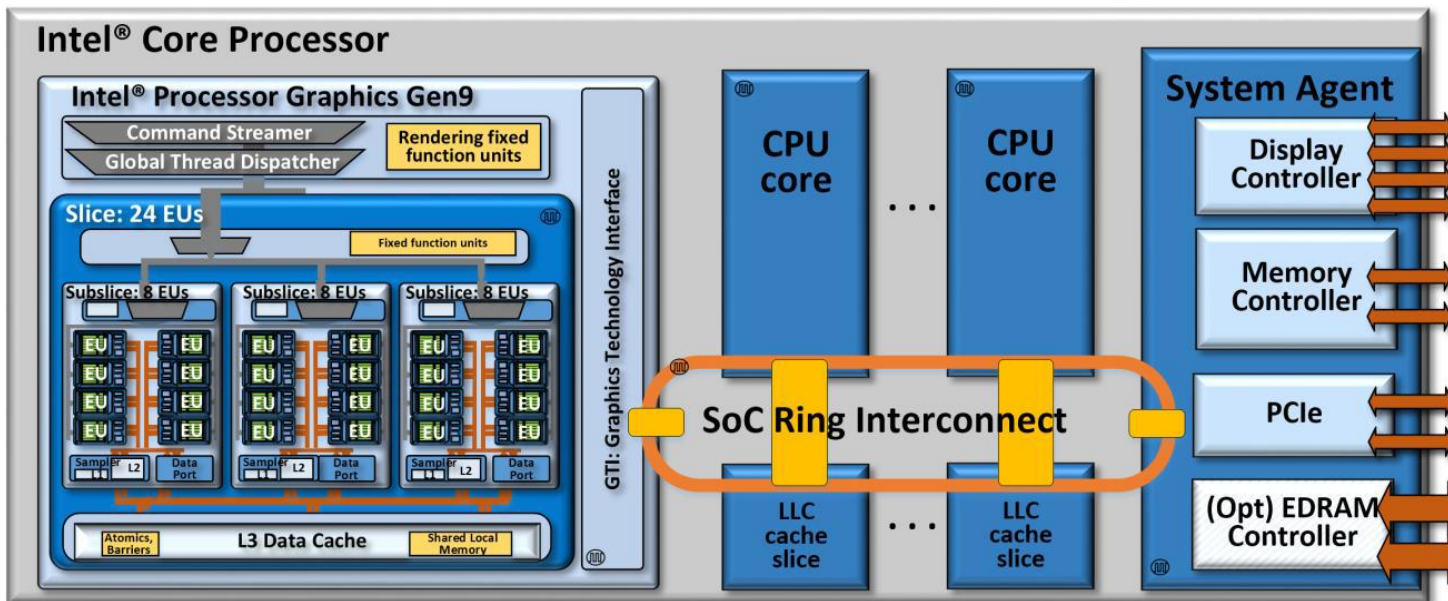 Intel® Core Processor
Intel® Processor Graphics Gen9
Command Streamer
Global Thread Dispatcher
Rendering fixed
function units
Slice: 24 EUs
Fixed function units
Subslice: 8 EUs
Subslice: 8 EUs
Subslice: 8 EUs
EU EU EU EU EU EU
EU EU EU EU EU EU
EU EU EU EU EU EU
EU EU EU EU EU EU
Sampler
L1
L2
Data
Port
Sampler
L1
L2
Data
Port
Sampler
L1
L2
Data
Port
Atomics,
Barriers
L3 Data Cache
Shared Local
Memory
GTI: Graphics Technology Interface
CPU
core
...
CPU
core
SoC Ring Interconnect
LLC
cache
slice
...
LLC
cache
slice
System Agent
Display
Controller
Memory
Controller
PCIe
(Opt) EDRAM
Controller